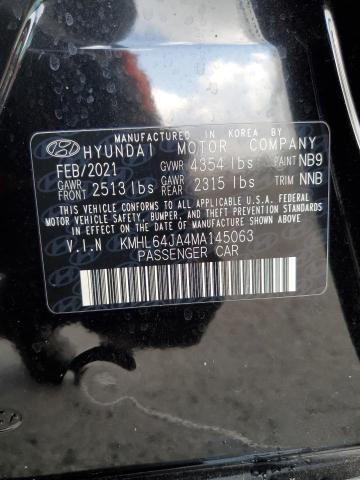 MANUFACTURED IN KOREA BY
HYUNDAI MOTOR COMPANY
FEB/2021 GVWR 4354 lbs PAINT NB9
GAWR FRONT 2513 lbs GAWR REAR 2315 lbs TRIM NNB
THIS VEHICLE CONFORMS TO ALL APPLICABLE U.S.A. FEDERAL
MOTOR VEHICLE SAFETY, BUMPER, AND THEFT PREVENTION STANDARDS
IN EFFECT ON THE DATE OF MANUFACTURE SHOWN ABOVE.
V.I.N KMHL64JA4MA145063
PASSENGER CAR